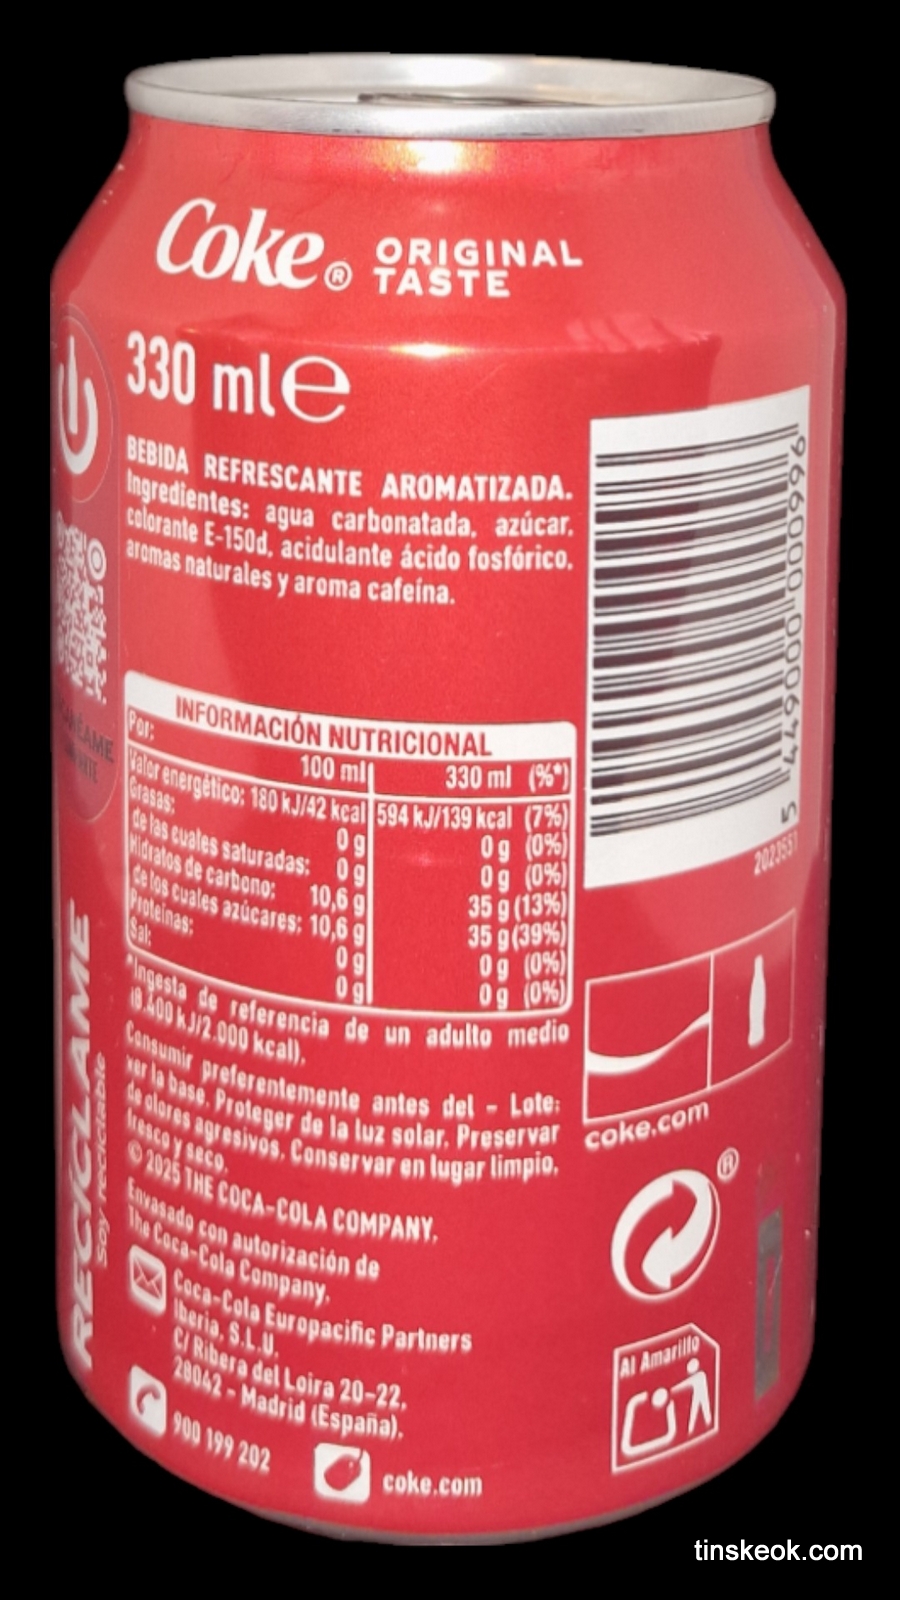 Coke® ORIGINAL
TASTE
330 ml ℮
BEBIDA REFRESCANTE AROMATIZADA.
Ingredientes: agua carbonatada, azúcar,
colorante E-150d, acidulante ácido fosfórico,
aromas naturales y aroma cafeína.
INFORMACIÓN NUTRICIONAL
Por: 100 ml 330 ml (%*)
Valor energético: 180 kJ/42 kcal 594 kJ/139 kcal (7%)
Grasas: 0 g 0 g (0%)
de las cuales saturadas: 0 g 0 g (0%)
Hidratos de carbono: 10,6 g 35 g (13%)
de los cuales azúcares: 10,6 g 35 g (39%)
Proteínas: 0 g 0 g (0%)
Sal: 0 g 0 g (0%)
*Ingesta de referencia de un adulto medio
(8.400 kJ/2.000 kcal).
Consumir preferentemente antes del - Lote:
ver la base. Proteger de la luz solar. Preservar
de olores agresivos. Conservar en lugar limpio,
fresco y seco.
© 2025 THE COCA-COLA COMPANY.
Envasado con autorización de
The Coca-Cola Company.
Coca-Cola Europacific Partners
Iberia, S.L.U.
C/ Ribera del Loira 20-22,
28042 - Madrid (España).
900 199 202
coke.com
RECÍCLAME
Soy reciclable
5 449000 000996
2023551
coke.com
®
Al Amarillo
tinskeok.com